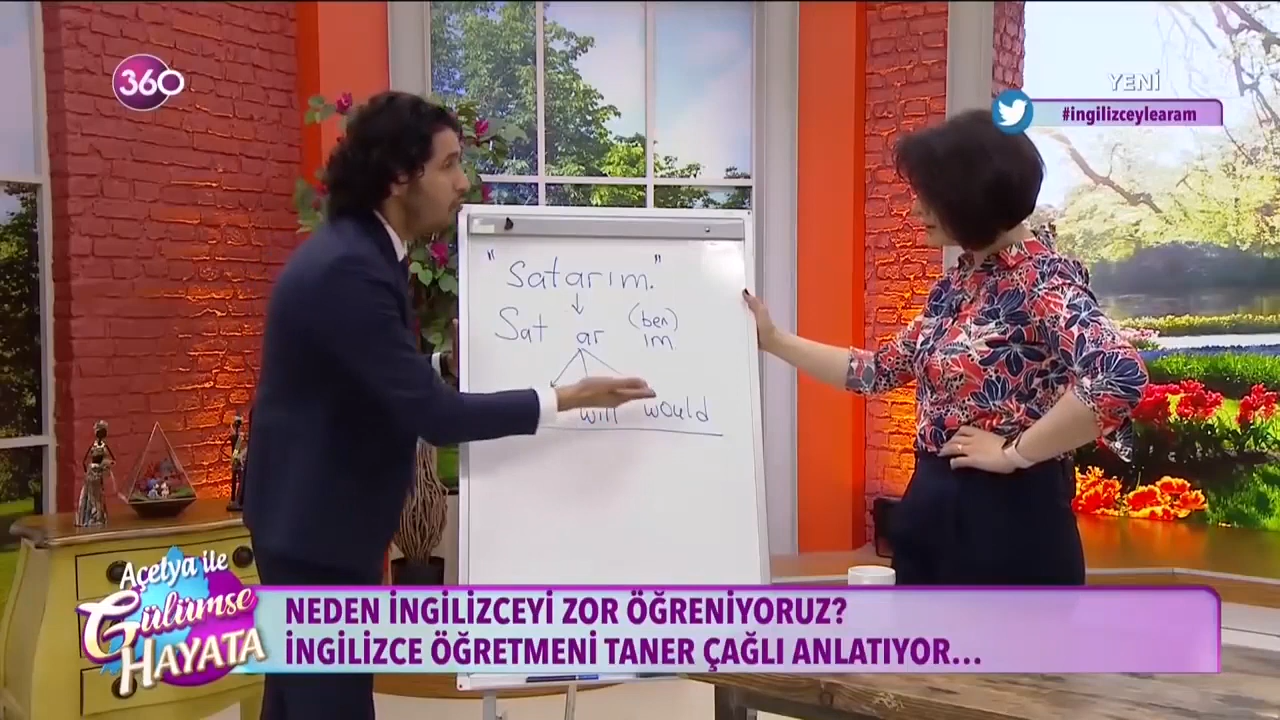 360
YENİ
#ingilizceylearam
"Satarım."
Sat ar (ben)
ım
will would
Açelya ile
Gülümse
HAYATA
NEDEN İNGİLİZCEYİ ZOR ÖĞRENİYORUZ?
İNGİLİZCE ÖĞRETMENİ TANER ÇAĞLI ANLATIYOR...